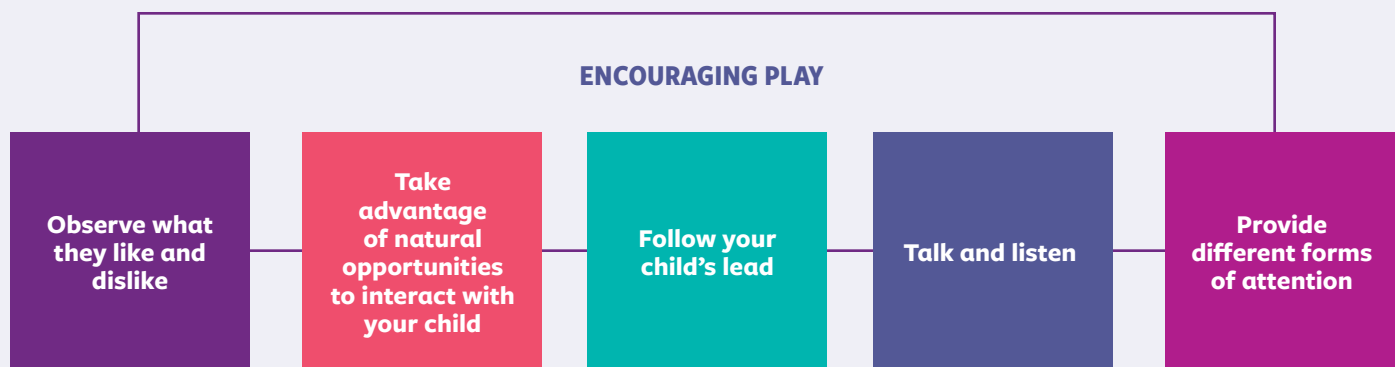 ENCOURAGING PLAY
Observe what
they like and
dislike
Take
advantage
of natural
opportunities
to interact with
your child
Follow your
child’s lead
Talk and listen
Provide
different forms
of attention